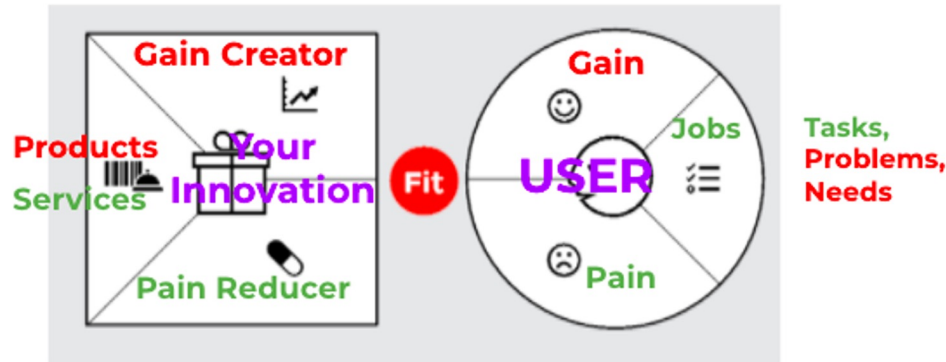 Gain Creator
Products
Services
Your
Innovation
Pain Reducer
Fit
Gain
Jobs
USER
Pain
Tasks,
Problems,
Needs